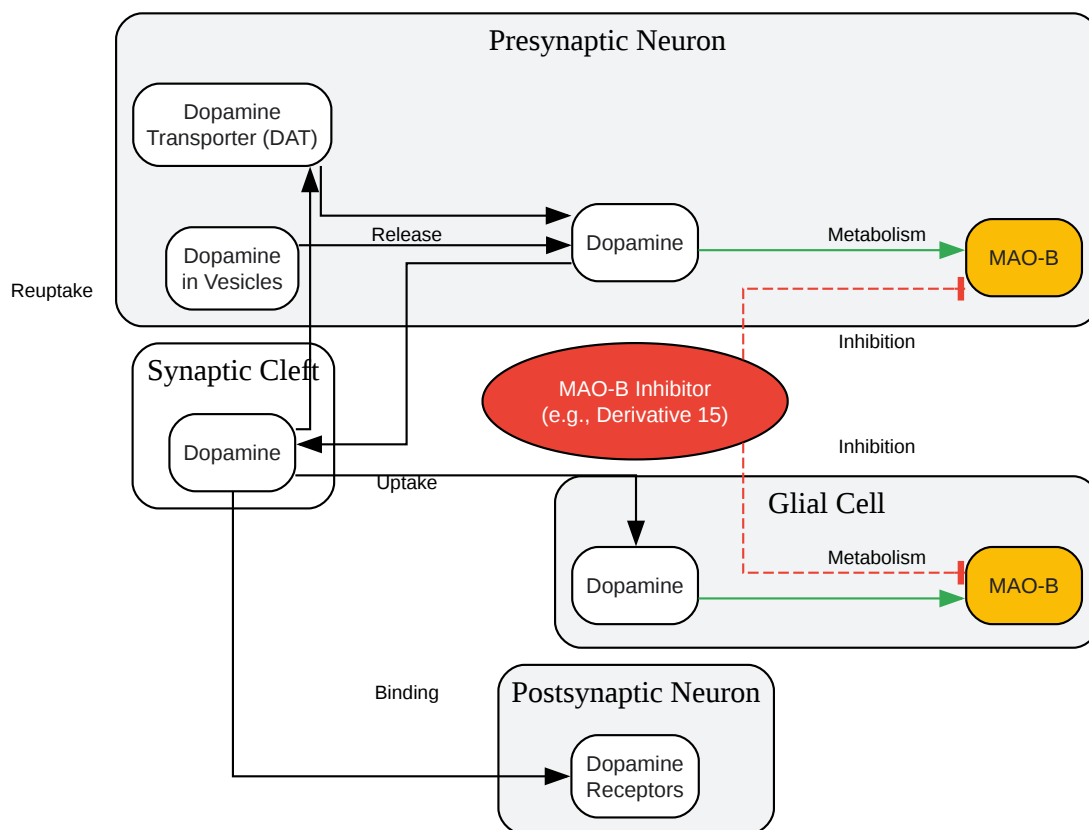 Presynaptic Neuron
Dopamine
Transporter (DAT)
Release
Dopamine
in Vesicles
Dopamine
Metabolism
MAO-B
Reuptake
Inhibition
Synaptic Cleft
Dopamine
MAO-B Inhibitor
(e.g., Derivative 15)
Inhibition
Uptake
Glial Cell
Dopamine
Metabolism
MAO-B
Binding
Postsynaptic Neuron
Dopamine
Receptors